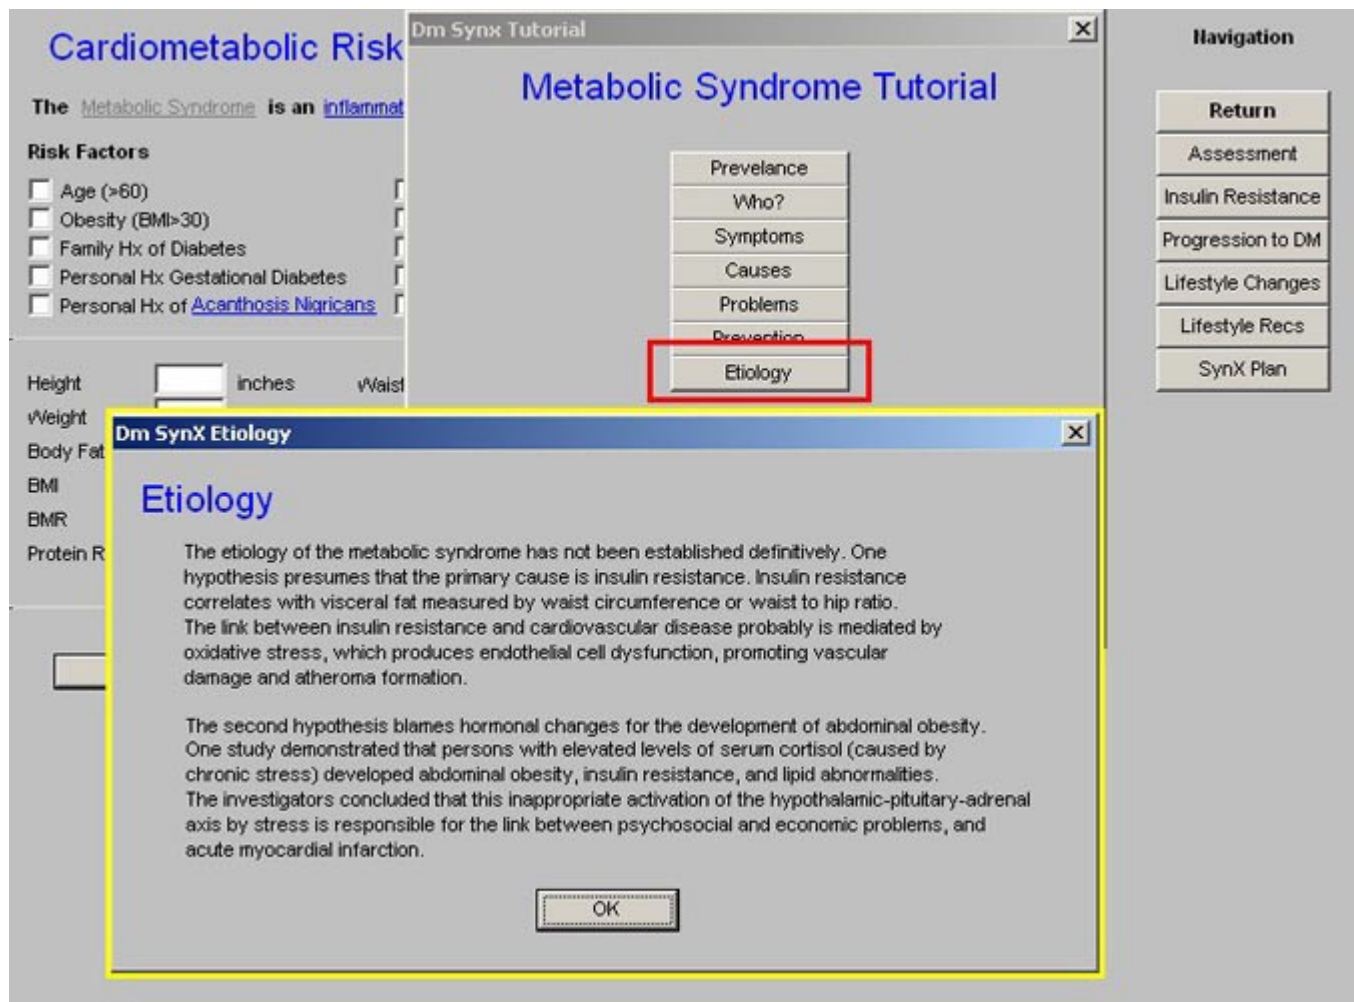 Cardiometabolic Risk
The Metabolic Syndrome is an
Risk Factors
Age (>60)
Obesity (BMI>30)
Family Hx of Diabetes
Personal Hx Gestational Diabetes
Personal Hx of Acanthosis Nigricans
Height
inches
Weight
Body Fat
BMI
BMR
Protein R
Dm Synx Tutorial
Metabolic Syndrome Tutorial
Prevelance
Who?
Symptoms
Causes
Problems
Prevention
Etiology
Navigation
Return
Assessment
Insulin Resistance
Progression to DM
Lifestyle Changes
Lifestyle Recs
SynX Plan
Dm SynX Etiology
Etiology
The etiology of the metabolic syndrome has not been established definitively. One
hypothesis presumes that the primary cause is insulin resistance. Insulin resistance
correlates with visceral fat measured by waist circumference or waist to hip ratio.
The link between insulin resistance and cardiovascular disease probably is mediated by
oxidative stress, which produces endothelial cell dysfunction, promoting vascular
damage and atheroma formation.
The second hypothesis blames hormonal changes for the development of abdominal obesity.
One study demonstrated that persons with elevated levels of serum cortisol (caused by
chronic stress) developed abdominal obesity, insulin resistance, and lipid abnormalities.
The investigators concluded that this inappropriate activation of the hypothalamic-pituitary-adrenal
axis by stress is responsible for the link between psychosocial and economic problems, and
acute myocardial infarction.
OK